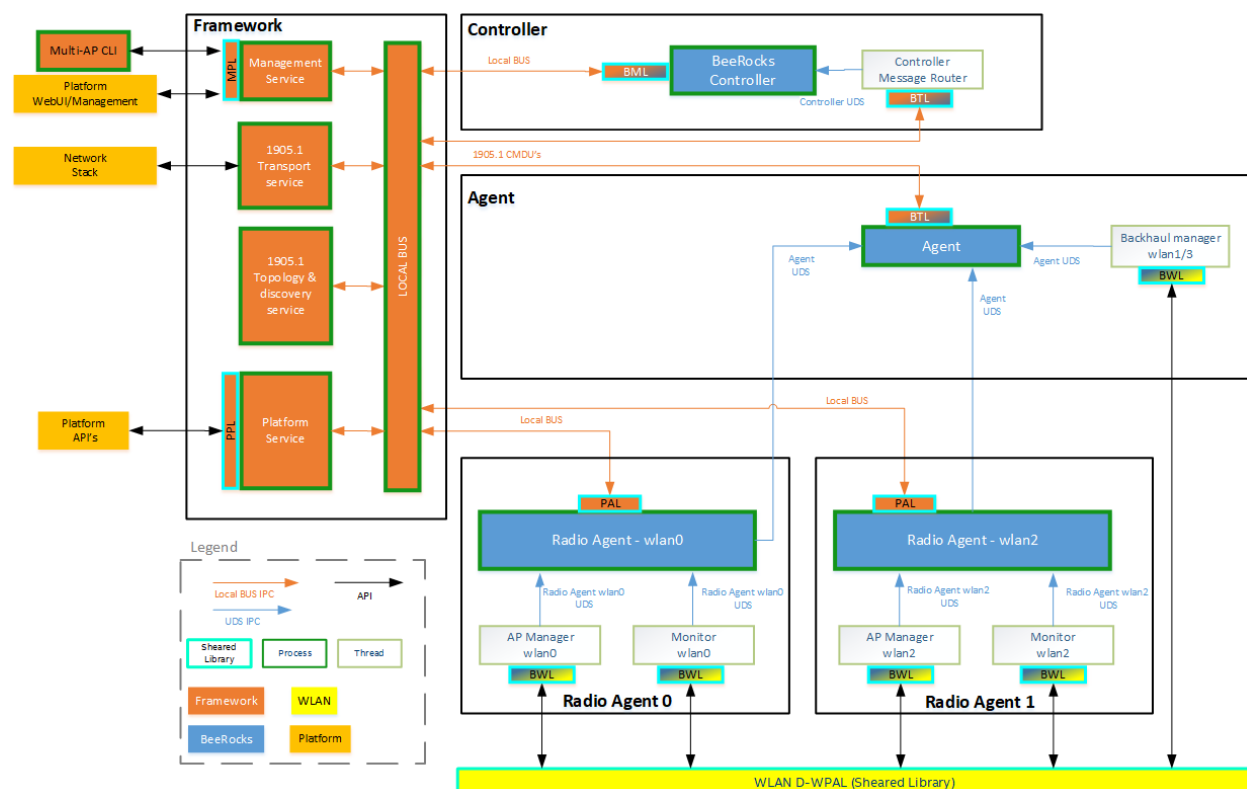 Framework
Multi-AP CLI
Platform
WebUI/Management
Network
Stack
Platform
API's
MPL
Management
Service
1905.1
Transport
service
1905.1
Topology &
discovery
service
PPL
Platform
Service
LOCAL BUS
Controller
Local BUS
BML
BeeRocks
Controller
Controller
Message Router
BTL
Controller UDS
1905.1 CMDU's
Agent
BTL
Agent
Agent
UDS
Agent
UDS
Agent UDS
Backhaul manager
wlan1/3
BWL
Local BUS
Local BUS
PAL
Radio Agent - wlan0
Radio Agent wlan0
UDS
Radio Agent wlan0
UDS
AP Manager
wlan0
BWL
Monitor
wlan0
BWL
Radio Agent 0
PAL
Radio Agent - wlan2
Radio Agent wlan2
UDS
Radio Agent wlan2
UDS
AP Manager
wlan2
BWL
Monitor
wlan2
BWL
Radio Agent 1
WLAN D-WPAL (Sheared Library)
Legend
Local BUS IPC
API
UDS IPC
Sheared
Library
Process
Thread
Framework
WLAN
BeeRocks
Platform